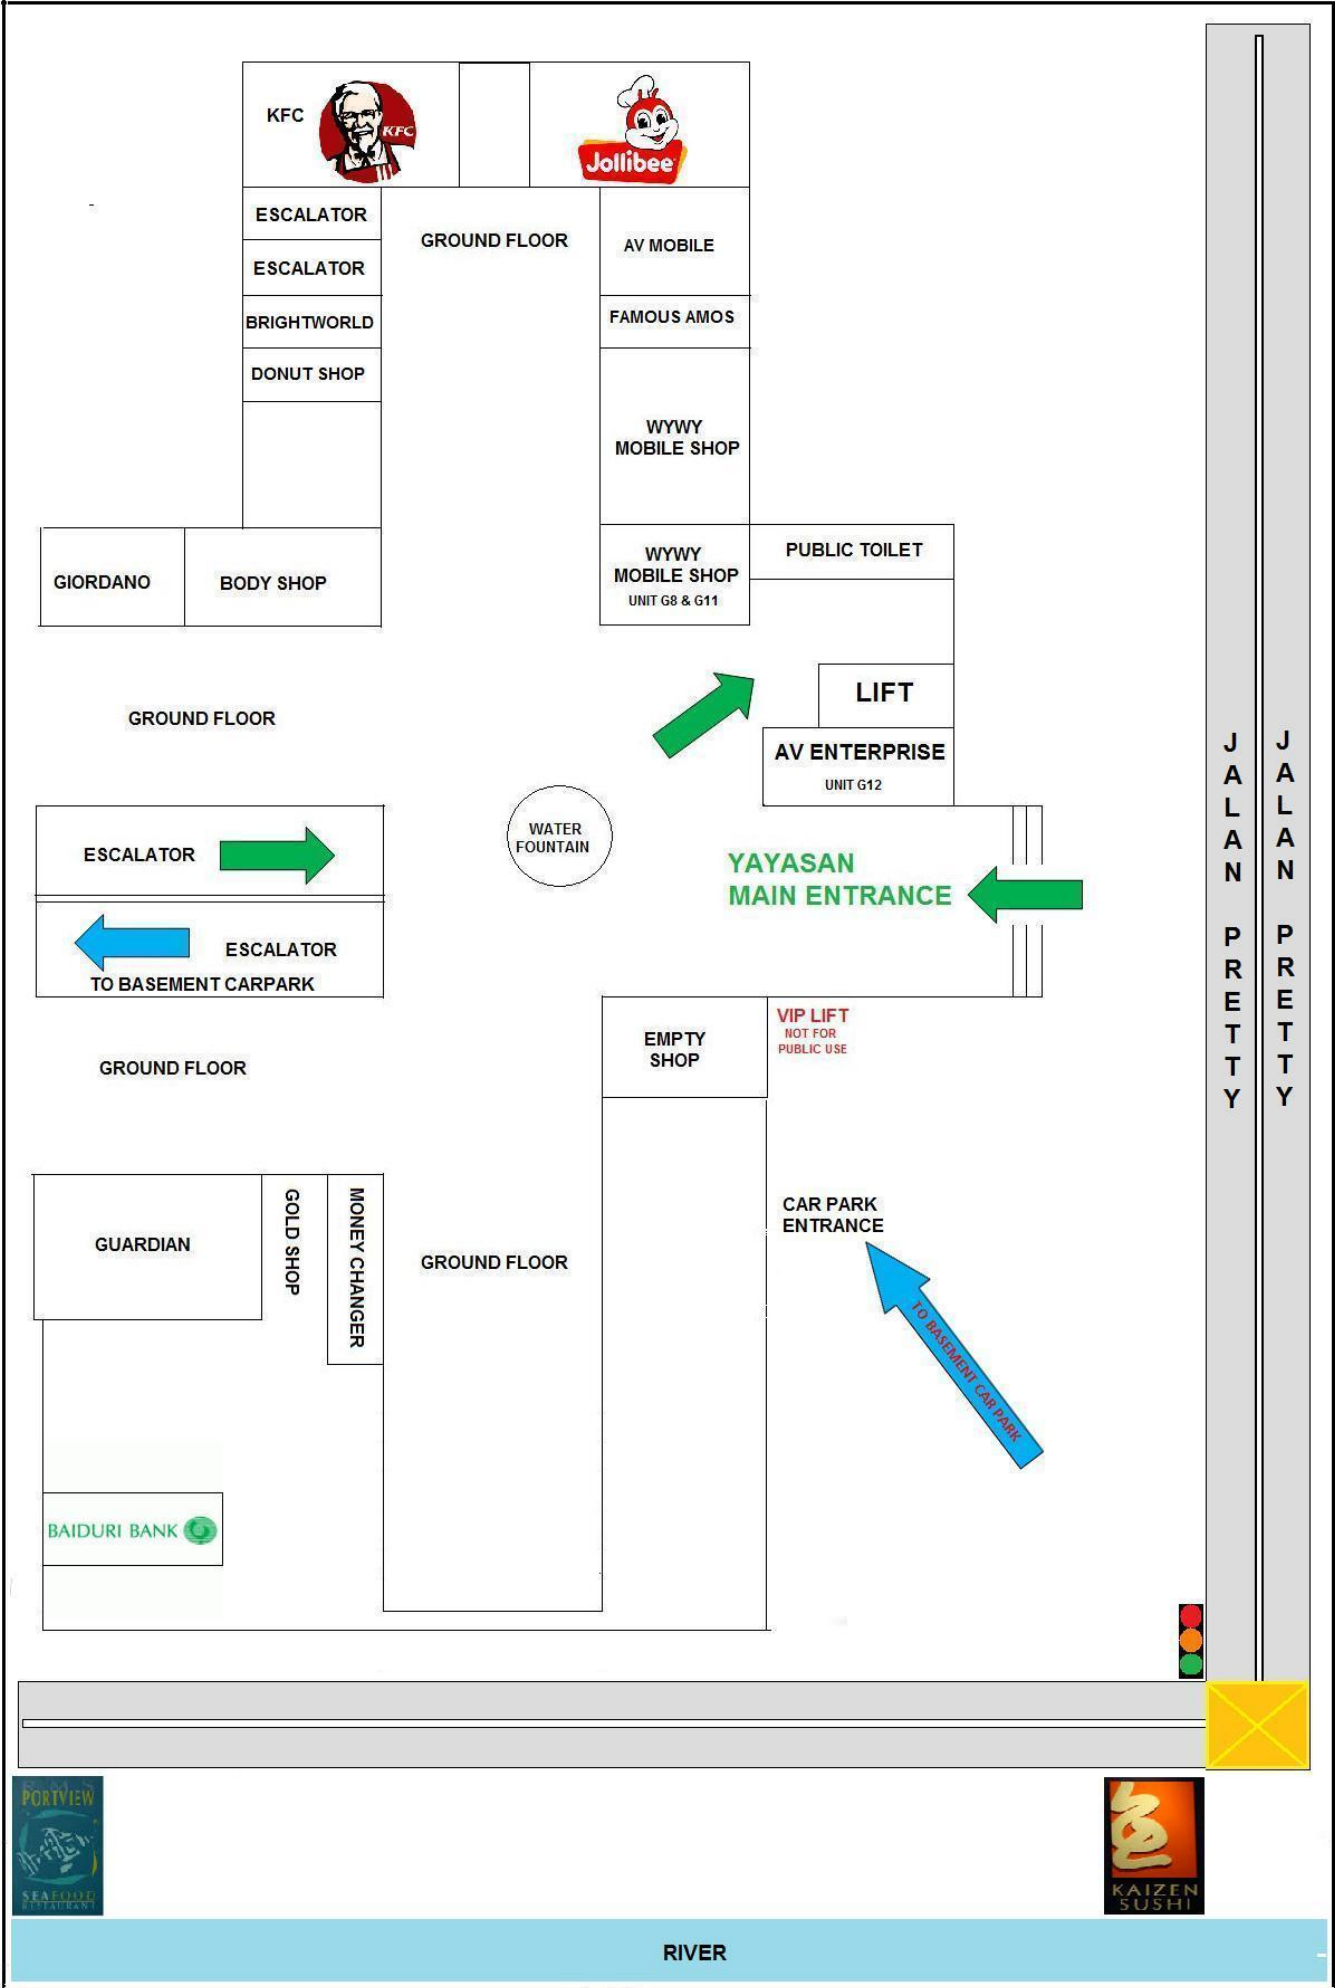 KFC
KFC
Jollibee
ESCALATOR
GROUND FLOOR
AV MOBILE
ESCALATOR
BRIGHTWORLD
FAMOUS AMOS
DONUT SHOP
WYWY
MOBILE SHOP
GIORDANO
BODY SHOP
WYWY
MOBILE SHOP
UNIT G8 & G11
PUBLIC TOILET
LIFT
GROUND FLOOR
AV ENTERPRISE
UNIT G12
WATER
FOUNTAIN
ESCALATOR
YAYASAN
MAIN ENTRANCE
ESCALATOR
TO BASEMENT CARPARK
JALAN PRETTY
JALAN PRETTY
EMPTY
SHOP
VIP LIFT
NOT FOR
PUBLIC USE
GROUND FLOOR
GUARDIAN
GOLD SHOP
MONEY CHANGER
GROUND FLOOR
CAR PARK
ENTRANCE
TO BASEMENT CAR PARK
BAIDURI BANK
RMS
PORTVIEW
SEAFOOD
RESTAURANT
KAIZEN
SUSHI
RIVER